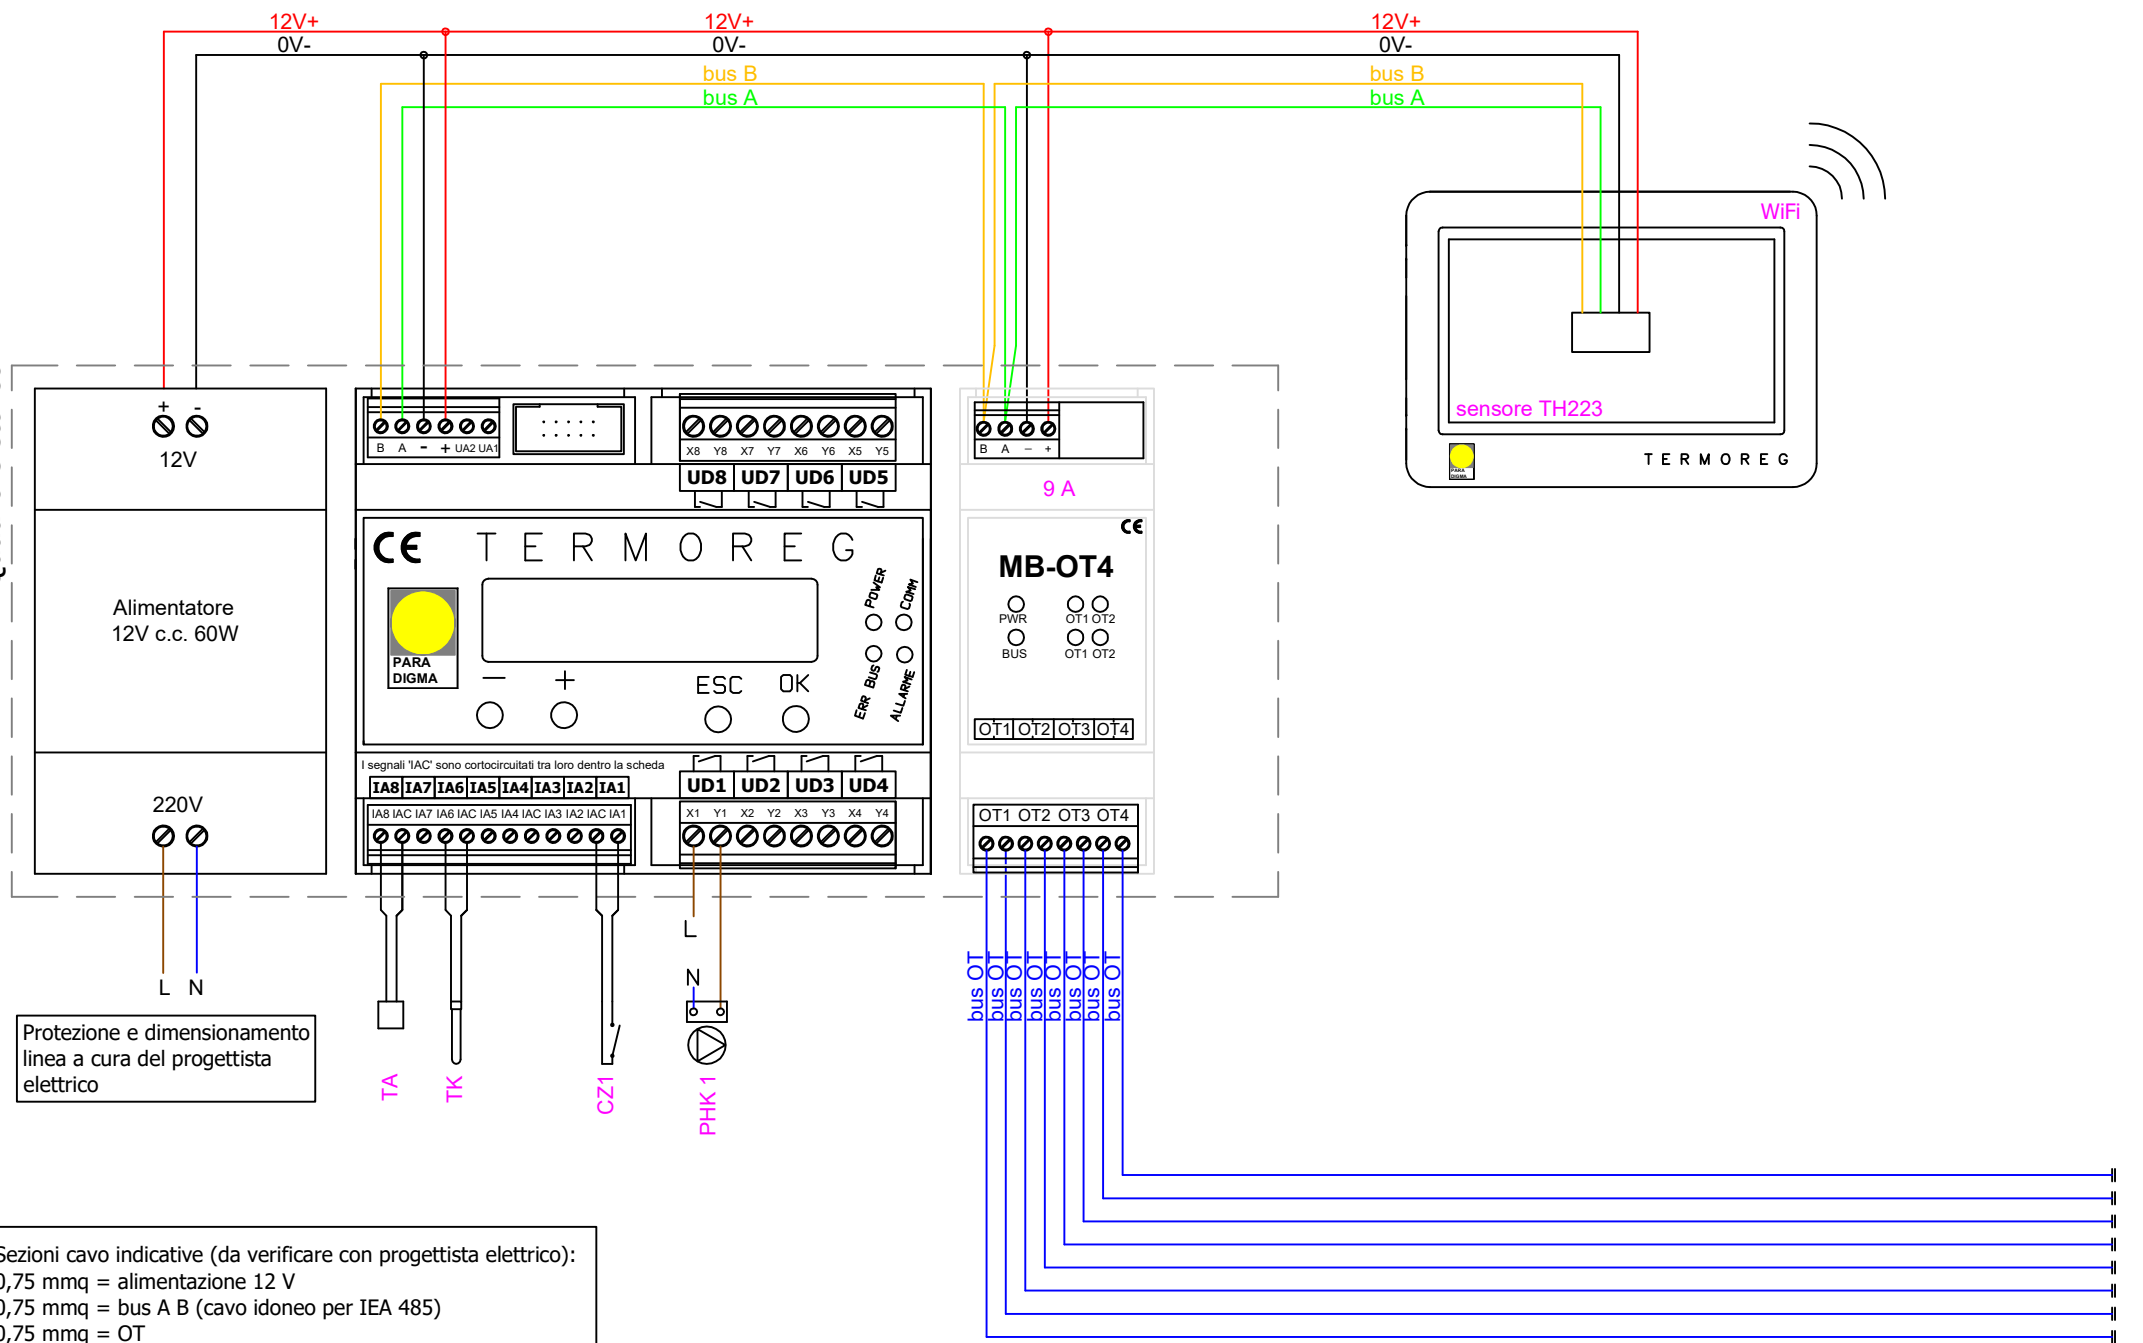 12V+ 12V+ 12V+
0V- 0V- 0V-
bus B bus B
bus A bus A
WiFi
sensore TH223
PARA
DIGMA
TERMOREG
+ -
12V
Alimentatore
12V c.c. 60W
220V
L N
Protezione e dimensionamento
linea a cura del progettista
elettrico
B A - + UA2 UA1
X8 Y8 X7 Y7 X6 Y6 X5 Y5
UD8 UD7 UD6 UD5
CE TERMOREG
POWER COMM
ERR BUS ALLARME
PARA
DIGMA
- + ESC OK
I segnali 'IAC' sono cortocircuitati tra loro dentro la scheda
IA8 IA7 IA6 IA5 IA4 IA3 IA2 IA1
IA8 IAC IA7 IA6 IAC IA5 IA4 IAC IA3 IA2 IAC IA1
UD1 UD2 UD3 UD4
X1 Y1 X2 Y2 X3 Y3 X4 Y4
L
N
TA
TK
CZ1
PHK 1
B A - +
9 A
CE
MB-OT4
PWR OT1 OT2
BUS OT1 OT2
OT1 OT2 OT3 OT4
OT1 OT2 OT3 OT4
bus OT
bus OT
bus OT
bus OT
bus OT
bus OT
bus OT
bus OT
Sezioni cavo indicative (da verificare con progettista elettrico):
0,75 mmq = alimentazione 12 V
0,75 mmq = bus A B (cavo idoneo per IEA 485)
0,75 mmq = OT